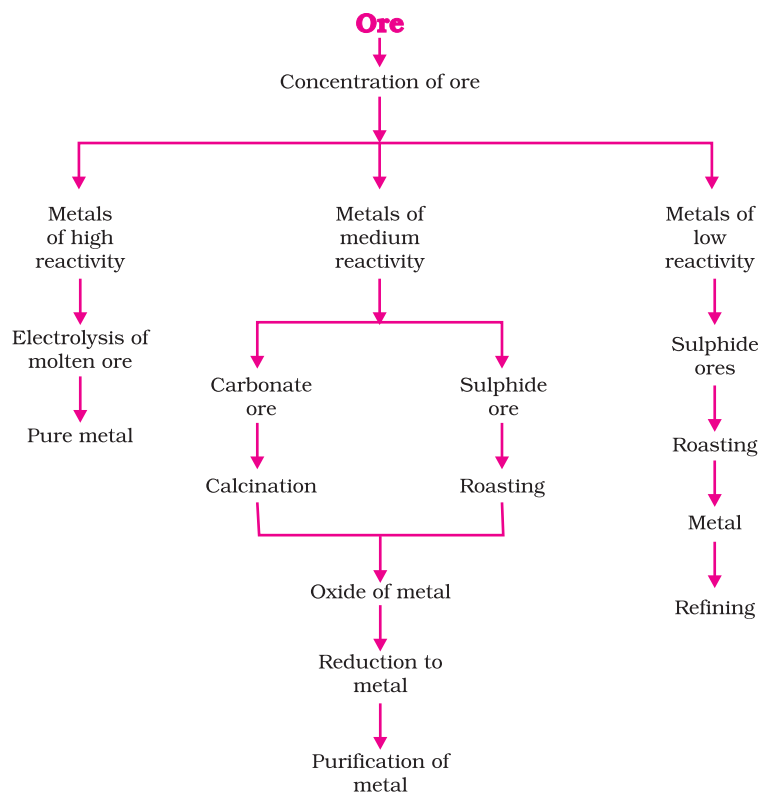 Ore
Concentration of ore
Metals
of high
reactivity
Electrolysis of
molten ore
Pure metal
Metals of
medium
reactivity
Carbonate
ore
Calcination
Sulphide
ore
Roasting
Oxide of metal
Reduction to
metal
Purification of
metal
Metals of
low
reactivity
Sulphide
ores
Roasting
Metal
Refining